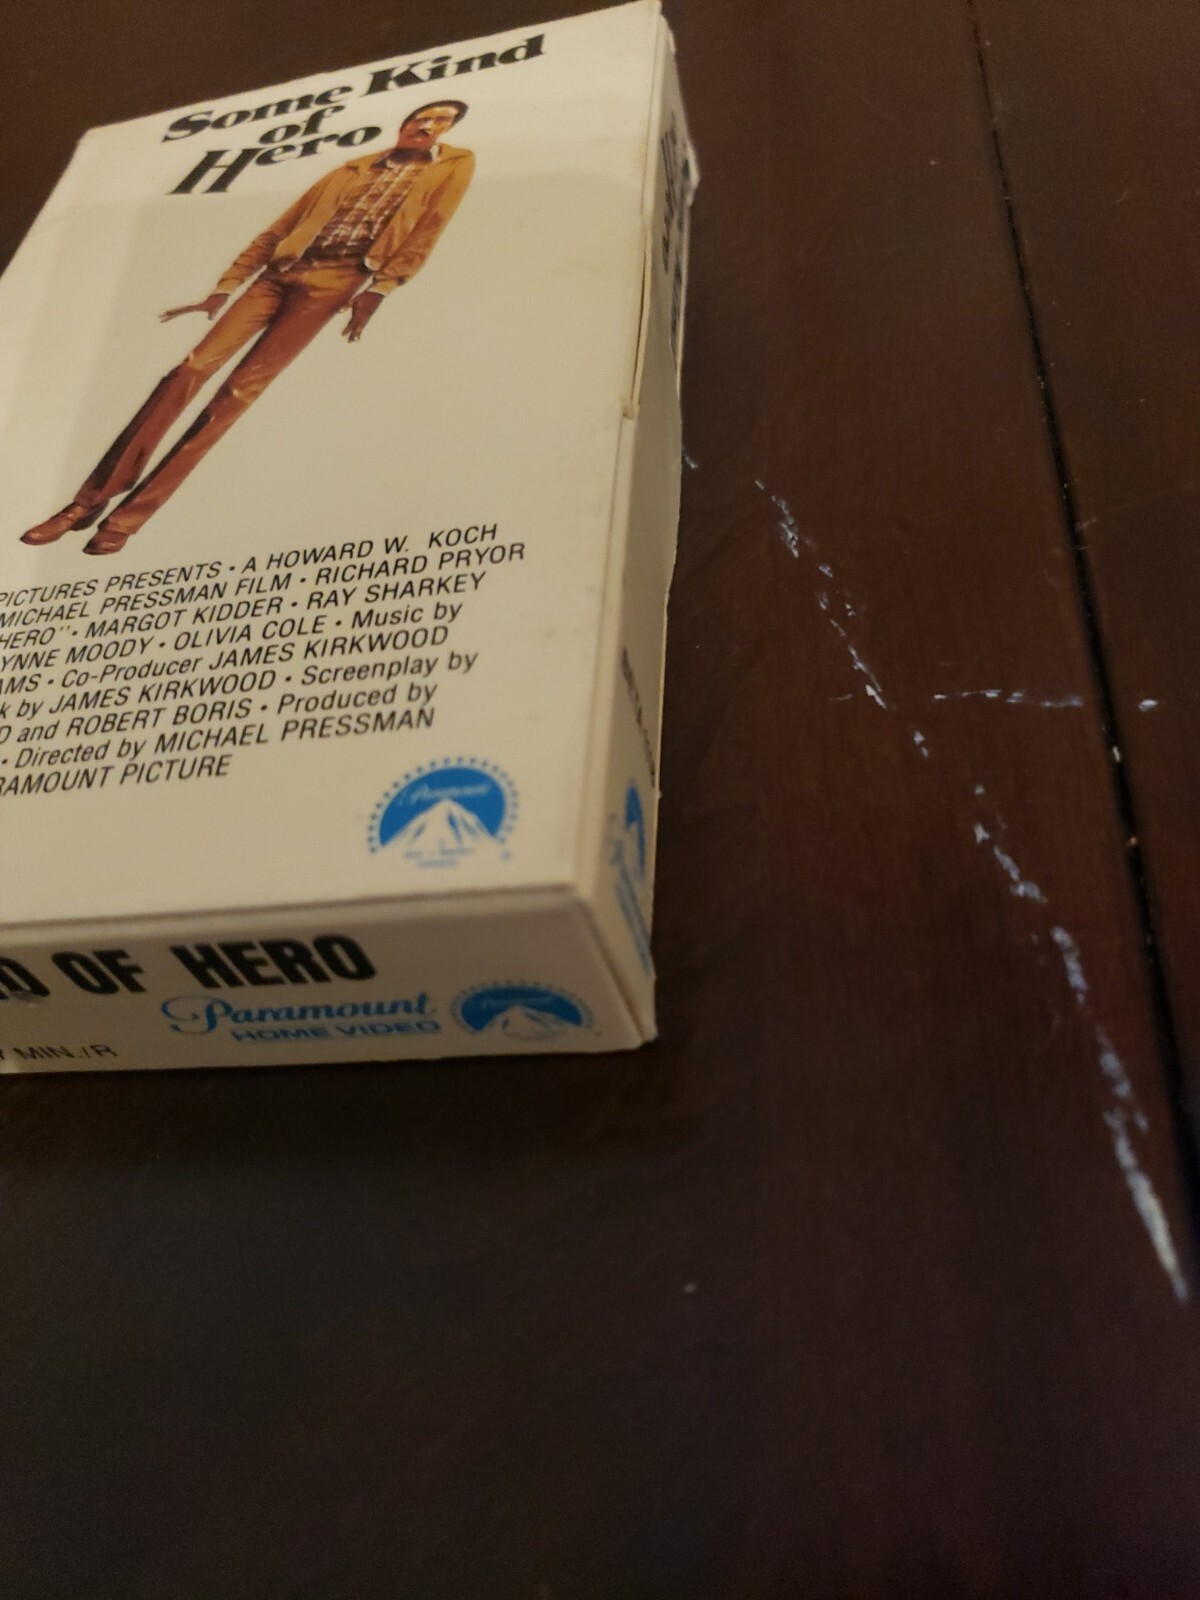 Some Kind
of
Hero
PICTURES PRESENTS • A HOWARD W. KOCH
MICHAEL PRESSMAN FILM • RICHARD PRYOR
HERO" • MARGOT KIDDER • RAY SHARKEY
YNNE MOODY • OLIVIA COLE • Music by
AMS • Co-Producer JAMES KIRKWOOD
k by JAMES KIRKWOOD • Screenplay by
D and ROBERT BORIS • Produced by
• Directed by MICHAEL PRESSMAN
RAMOUNT PICTURE
Paramount
D OF HERO
Paramount
HOME VIDEO
Paramount
MIN./R